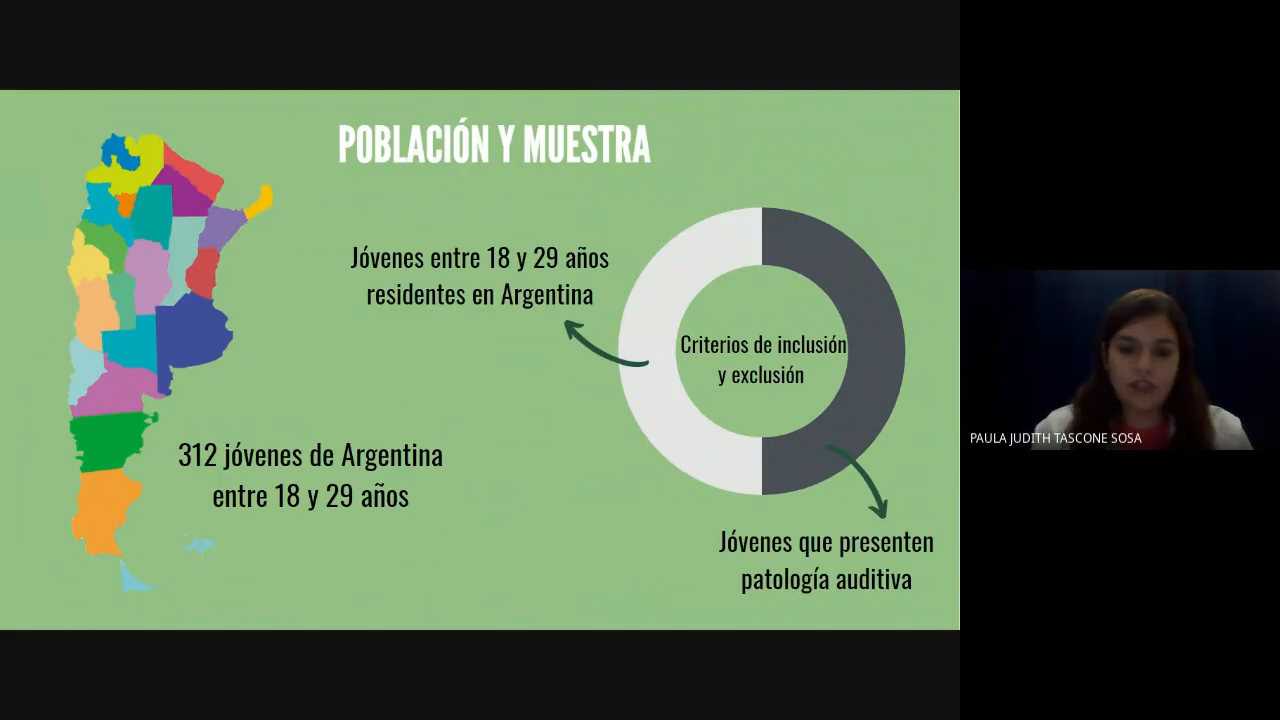 POBLACIÓN Y MUESTRA
Jóvenes entre 18 y 29 años
residentes en Argentina
Criterios de inclusión
y exclusión
312 jóvenes de Argentina
entre 18 y 29 años
Jóvenes que presenten
patología auditiva
PAULA JUDITH TASCONE SOSA